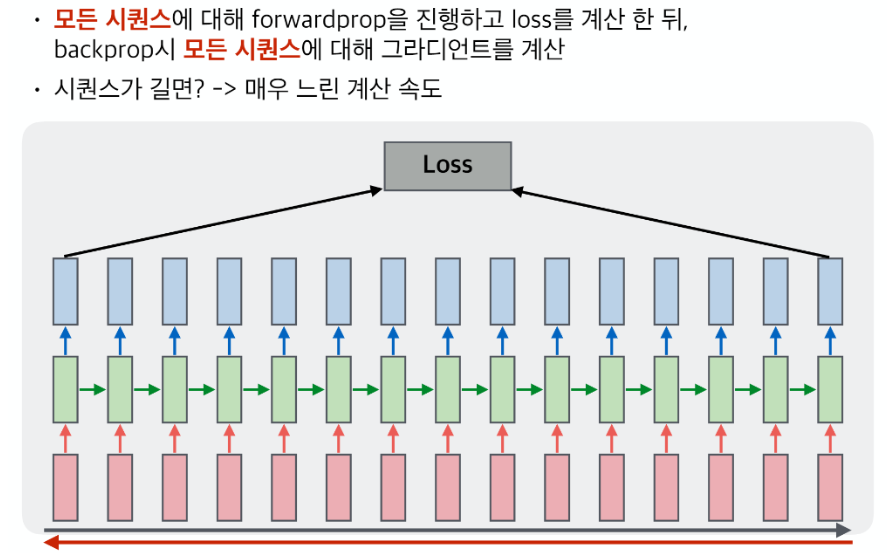 • 모든 시퀀스에 대해 forwardprop을 진행하고 loss를 계산 한 뒤,
backprop시 모든 시퀀스에 대해 그라디언트를 계산
• 시퀀스가 길면? -> 매우 느린 계산 속도
Loss